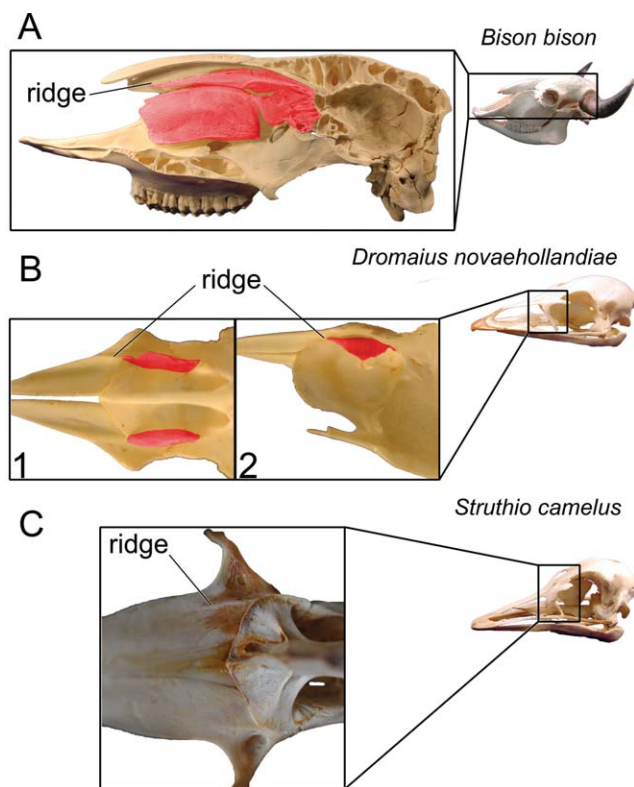 A
Bison bison
ridge
B
Dromaius novaehollandiae
ridge
1
2
C
Struthio camelus
ridge